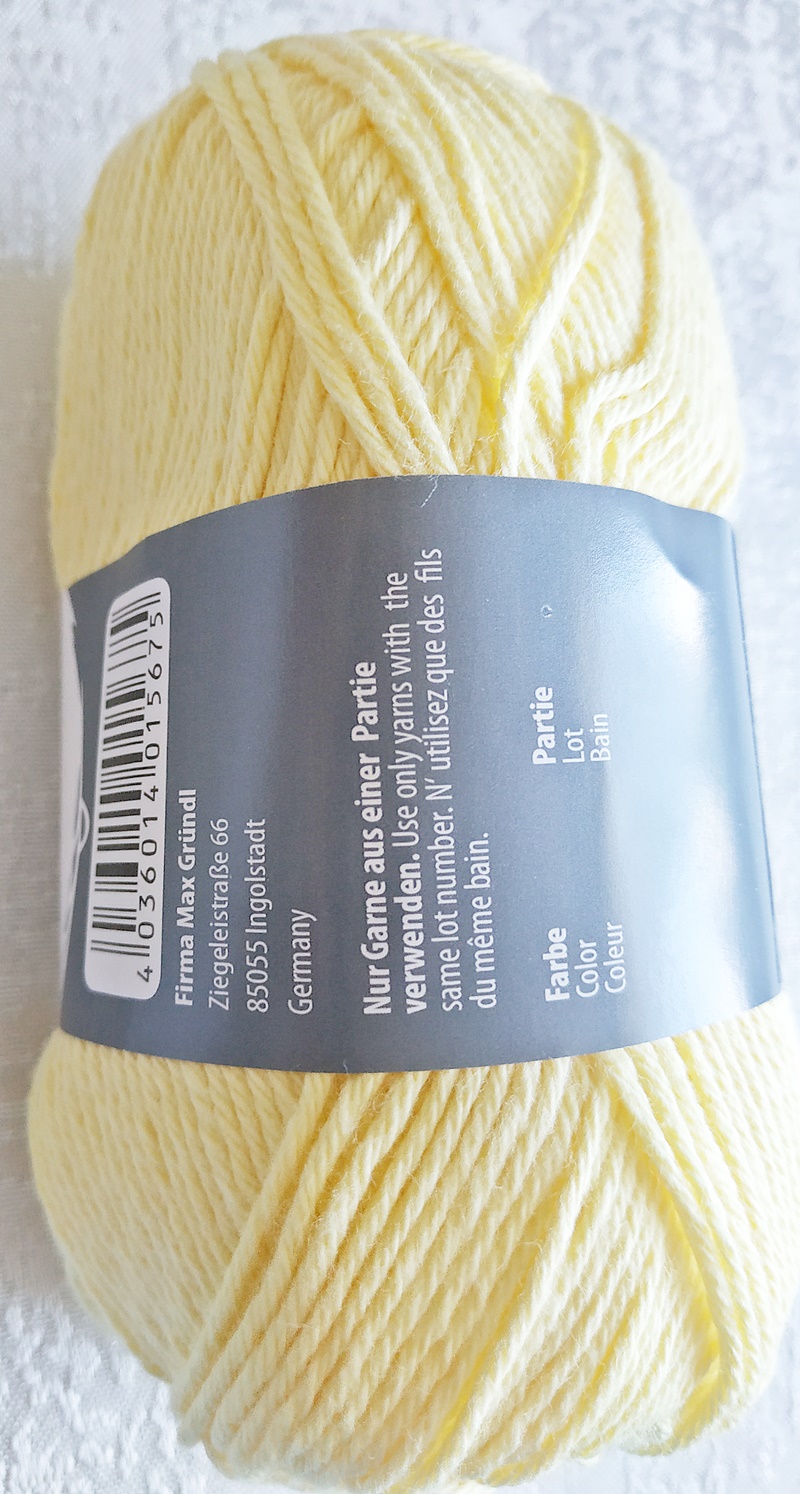 4 036014 015675
Firma Max Gründl
Ziegeleistraße 66
85055 Ingolstadt
Germany
Nur Garne aus einer Partie
verwenden. Use only yarns with the
same lot number. N' utilisez que des fils
du même bain.
Farbe
Color
Coleur
Partie
Lot
Bain